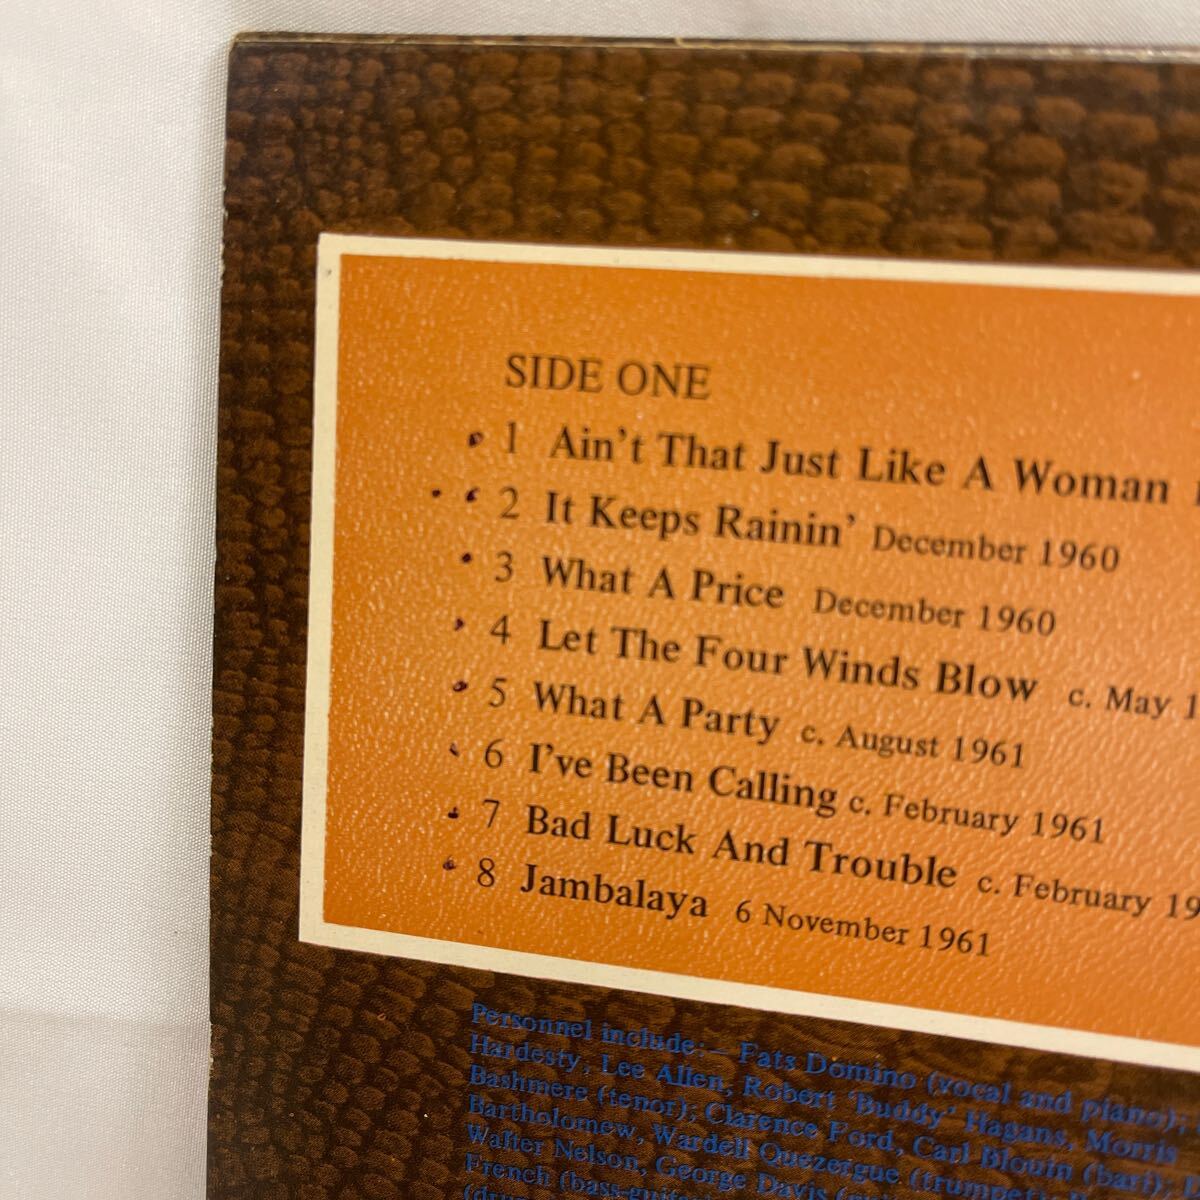 SIDE ONE
1 Ain't That Just Like A Woman
2 It Keeps Rainin' December 1960
3 What A Price December 1960
4 Let The Four Winds Blow c. May 1
5 What A Party c. August 1961
6 I've Been Calling c. February 1961
7 Bad Luck And Trouble c. February 19
8 Jambalaya 6 November 1961
Personnel include:— Fats Domino (vocal and piano);
Hardesty, Lee Allen, Robert 'Buddy' Hagans, Morris
Bashmere (tenor); Clarence Ford, Carl Blouin (bari);
Bartholomew, Wardell Quezergue
Walter Nelson, George Davis
French